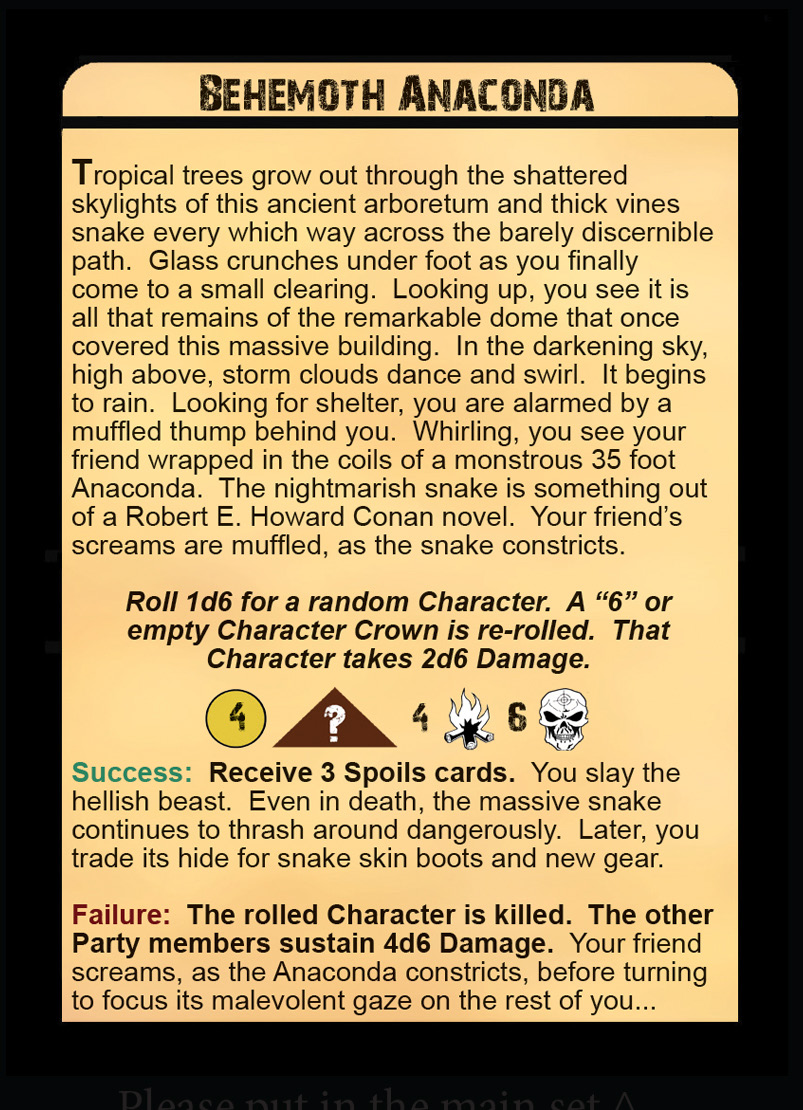 Behemoth Anaconda
Tropical trees grow out through the shattered
skylights of this ancient arboretum and thick vines
snake every which way across the barely discernible
path.  Glass crunches under foot as you finally
come to a small clearing.  Looking up, you see it is
all that remains of the remarkable dome that once
covered this massive building.  In the darkening sky,
high above, storm clouds dance and swirl.  It begins
to rain.  Looking for shelter, you are alarmed by a
muffled thump behind you.  Whirling, you see your
friend wrapped in the coils of a monstrous 35 foot
Anaconda.  The nightmarish snake is something out
of a Robert E. Howard Conan novel.  Your friend’s
screams are muffled, as the snake constricts.
Roll 1d6 for a random Character.  A “6” or
empty Character Crown is re-rolled.  That
Character takes 2d6 Damage.
4 ? 4 6
Success:  Receive 3 Spoils cards.  You slay the
hellish beast.  Even in death, the massive snake
continues to thrash around dangerously.  Later, you
trade its hide for snake skin boots and new gear.
Failure:  The rolled Character is killed.  The other
Party members sustain 4d6 Damage.  Your friend
screams, as the Anaconda constricts, before turning
to focus its malevolent gaze on the rest of you...
Please put in the main set ^